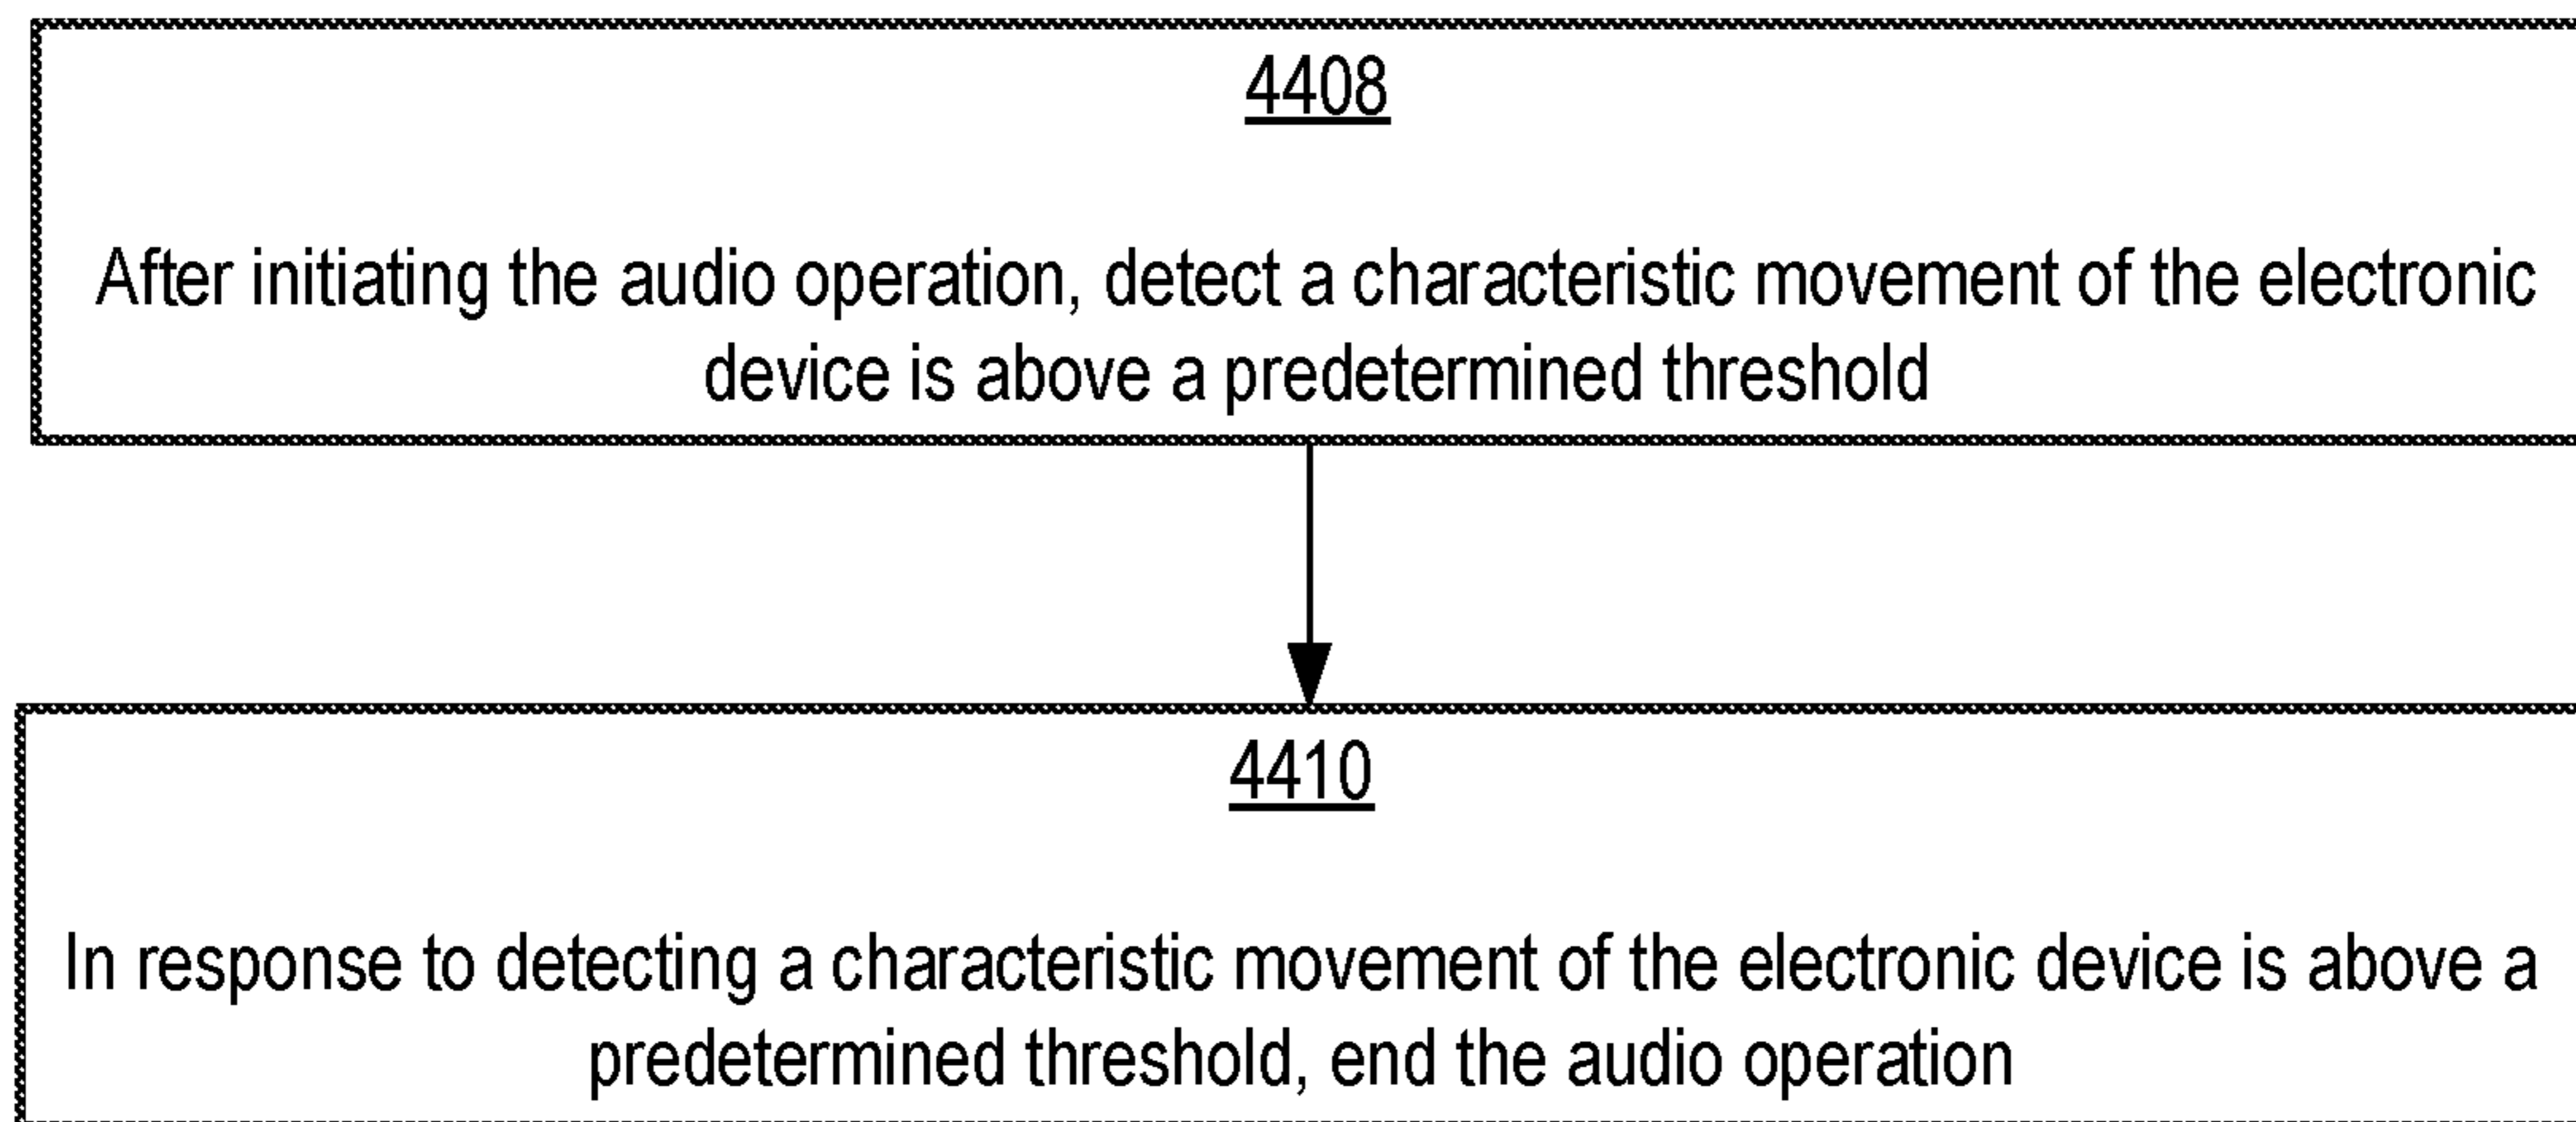 4408
After initiating the audio operation, detect a characteristic movement of the electronic
device is above a predetermined threshold
4410
In response to detecting a characteristic movement of the electronic device is above a
predetermined threshold, end the audio operation